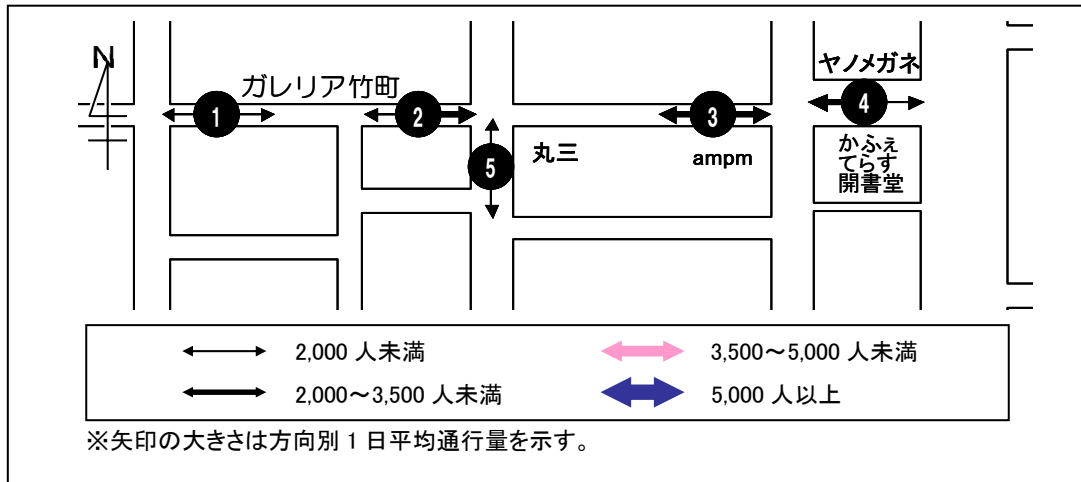 N
ガレリア竹町
ヤノメガネ
1
2
3
4
5
丸三
ampm
かふぇ
てらす
開書堂
2,000 人未満
3,500～5,000 人未満
2,000～3,500 人未満
5,000 人以上
※矢印の大きさは方向別 1 日平均通行量を示す。